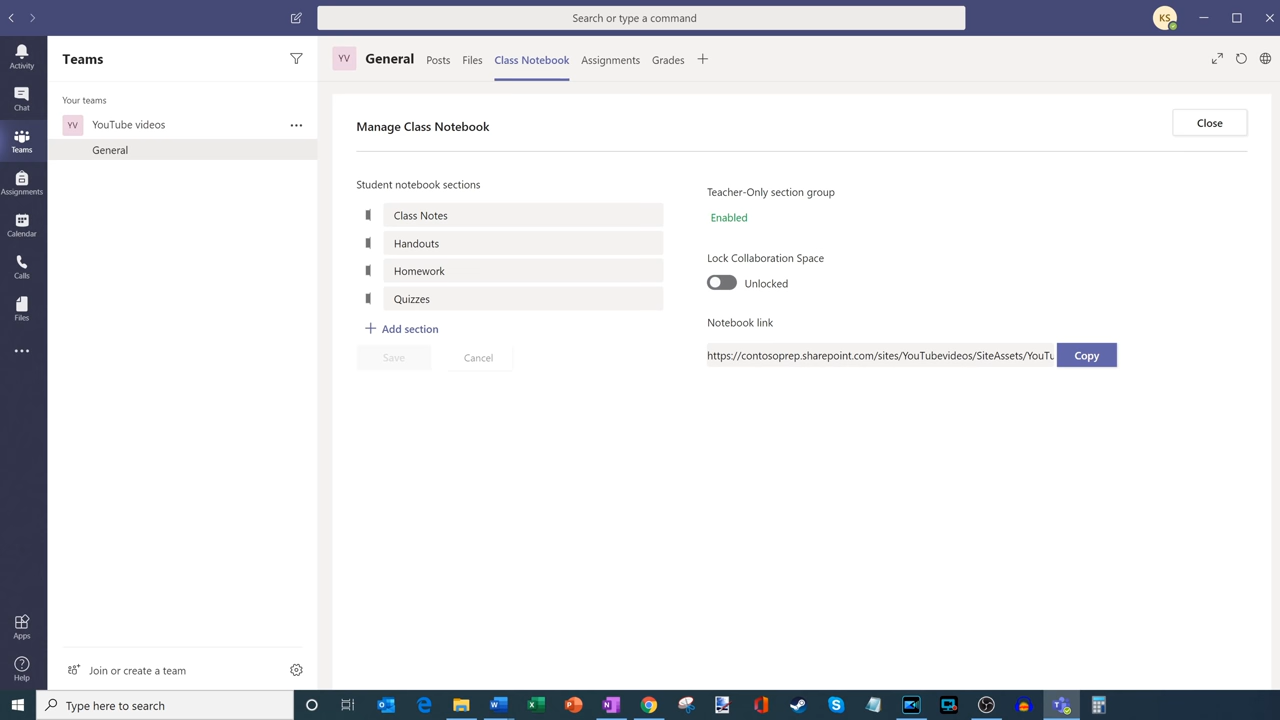 Search or type a command
KS
Activity
Chat
Teams
Assignments
Calendar
Calls
Files
Apps
Help
Teams
Your teams
YV YouTube videos
General
Join or create a team
YV General Posts Files Class Notebook Assignments Grades
Manage Class Notebook
Close
Student notebook sections
Class Notes
Handouts
Homework
Quizzes
Add section
Save Cancel
Teacher-Only section group
Enabled
Lock Collaboration Space
Unlocked
Notebook link
https://contosoprep.sharepoint.com/sites/YouTubevideos/SiteAssets/YouTu
Copy
Type here to search